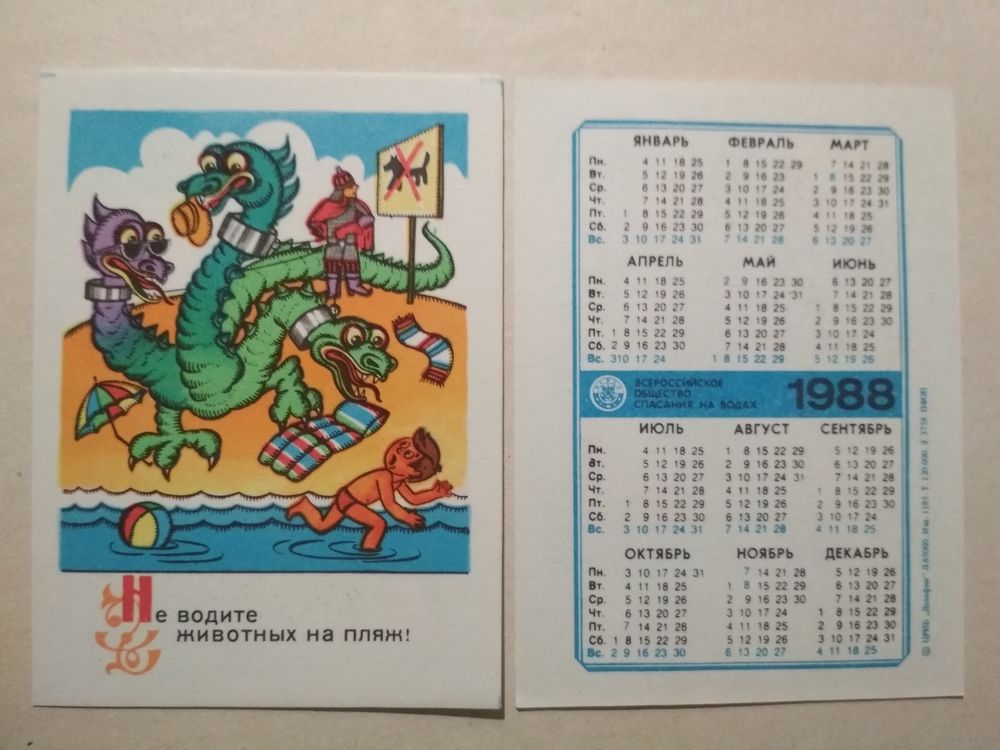 Не водите
животных на пляж!
ЯНВАРЬ ФЕВРАЛЬ МАРТ
Пн. 4 11 18 25 1 8 15 22 29 7 14 21 28
Вт. 5 12 19 26 2 9 16 23 1 8 15 22 29
Ср. 6 13 20 27 3 10 17 24 2 9 16 23 30
Чт. 7 14 21 28 4 11 18 25 3 10 17 24 31
Пт. 1 8 15 22 29 5 12 19 26 4 11 18 25
Сб. 2 9 16 23 30 6 13 20 27 5 12 19 26
Вс. 3 10 17 24 31 7 14 21 28 6 13 20 27
АПРЕЛЬ МАЙ ИЮНЬ
Пн. 4 11 18 25 2 9 16 23 30 6 13 20 27
Вт. 5 12 19 26 3 10 17 24 31 7 14 21 28
Ср. 6 13 20 27 4 11 18 25 1 8 15 22 29
Чт. 7 14 21 28 5 12 19 26 2 9 16 23 30
Пт. 1 8 15 22 29 6 13 20 27 3 10 17 24
Сб. 2 9 16 23 30 7 14 21 28 4 11 18 25
Вс. 3 10 17 24 1 8 15 22 29 5 12 19 26
ВСЕРОССИЙСКОЕ
ОБЩЕСТВО
СПАСАНИЯ НА ВОДАХ
1988
ИЮЛЬ АВГУСТ СЕНТЯБРЬ
Пн. 4 11 18 25 1 8 15 22 29 5 12 19 26
Вт. 5 12 19 26 2 9 16 23 30 6 13 20 27
Ср. 6 13 20 27 3 10 17 24 31 7 14 21 28
Чт. 7 14 21 28 4 11 18 25 1 8 15 22 29
Пт. 1 8 15 22 29 5 12 19 26 2 9 16 23 30
Сб. 2 9 16 23 30 6 13 20 27 3 10 17 24
Вс. 3 10 17 24 31 7 14 21 28 4 11 18 25
ОКТЯБРЬ НОЯБРЬ ДЕКАБРЬ
Пн. 3 10 17 24 31 7 14 21 28 5 12 19 26
Вт. 4 11 18 25 1 8 15 22 29 6 13 20 27
Ср. 5 12 19 26 2 9 16 23 30 7 14 21 28
Чт. 6 13 20 27 3 10 17 24 1 8 15 22 29
Пт. 7 14 21 28 4 11 18 25 2 9 16 23 30
Сб. 1 8 15 22 29 5 12 19 26 3 10 17 24 31
Вс. 2 9 16 23 30 6 13 20 27 4 11 18 25